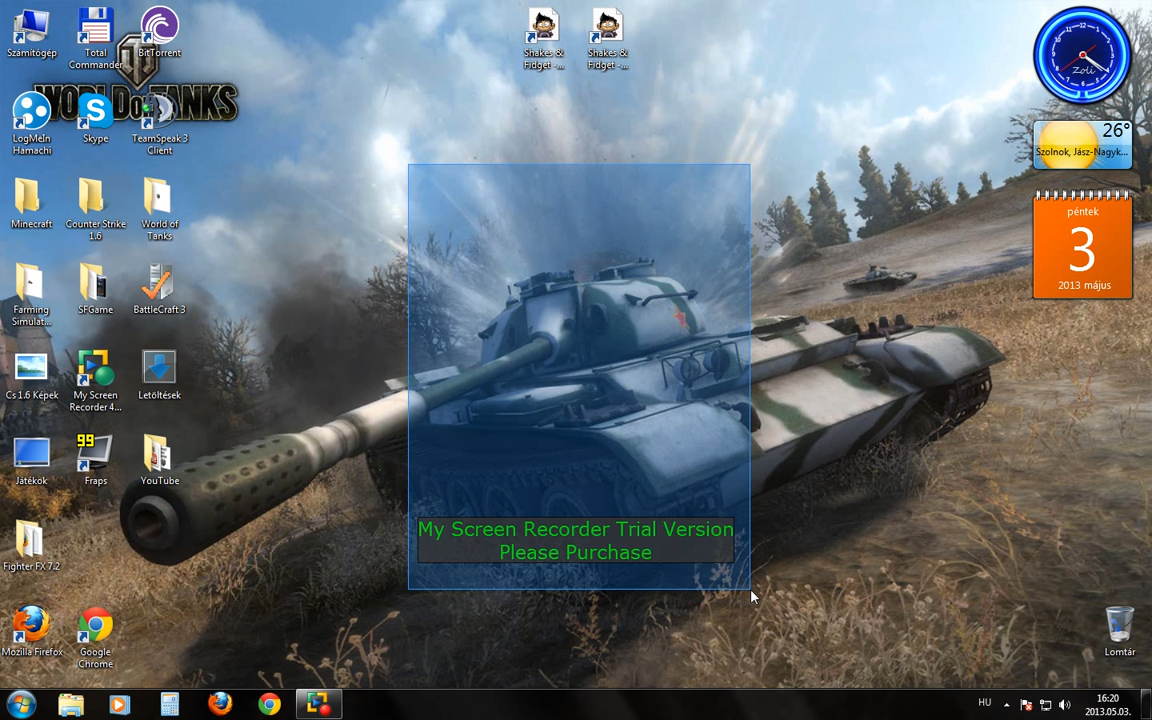 Számítógép
Total
Commander
BitTorrent
WORLD OF TANKS
LogMeIn
Hamachi
Skype
TeamSpeak 3
Client
Minecraft
Counter Strike
1.6
World of
Tanks
Farming
Simulat...
SFGame
BattleCraft 3
Cs 1.6 Képek
My Screen
Recorder 4...
Letöltések
Játékok
99
Fraps
YouTube
Fighter FX 7.2
Mozilla Firefox
Google
Chrome
Shakes &
Fidget -...
Shakes &
Fidget -...
My Screen Recorder Trial Version
Please Purchase
Zoli
26°
Szolnok, Jász-Nagyk...
péntek
3
2013 május
Lomtár
HU
16:20
2013.05.03.